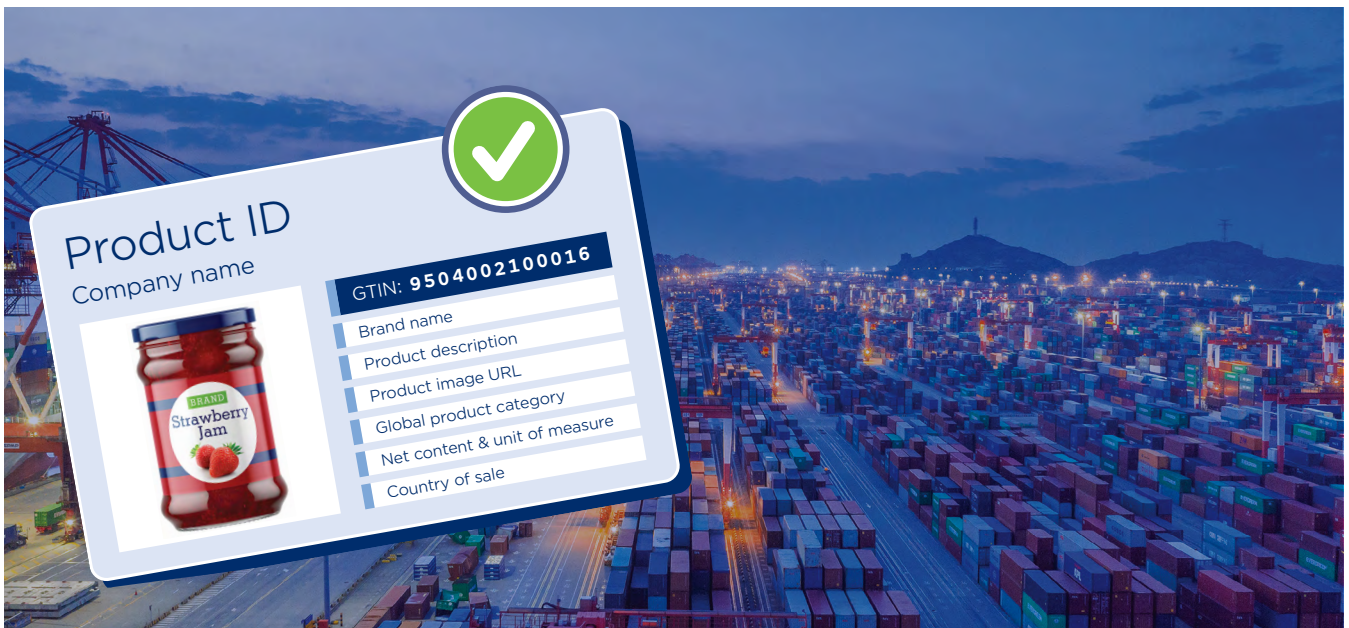 Product ID
Company name
GTIN: 9504002100016
Brand name
Product description
Product image URL
Global product category
Net content & unit of measure
Country of sale
BRAND
Strawberry
Jam